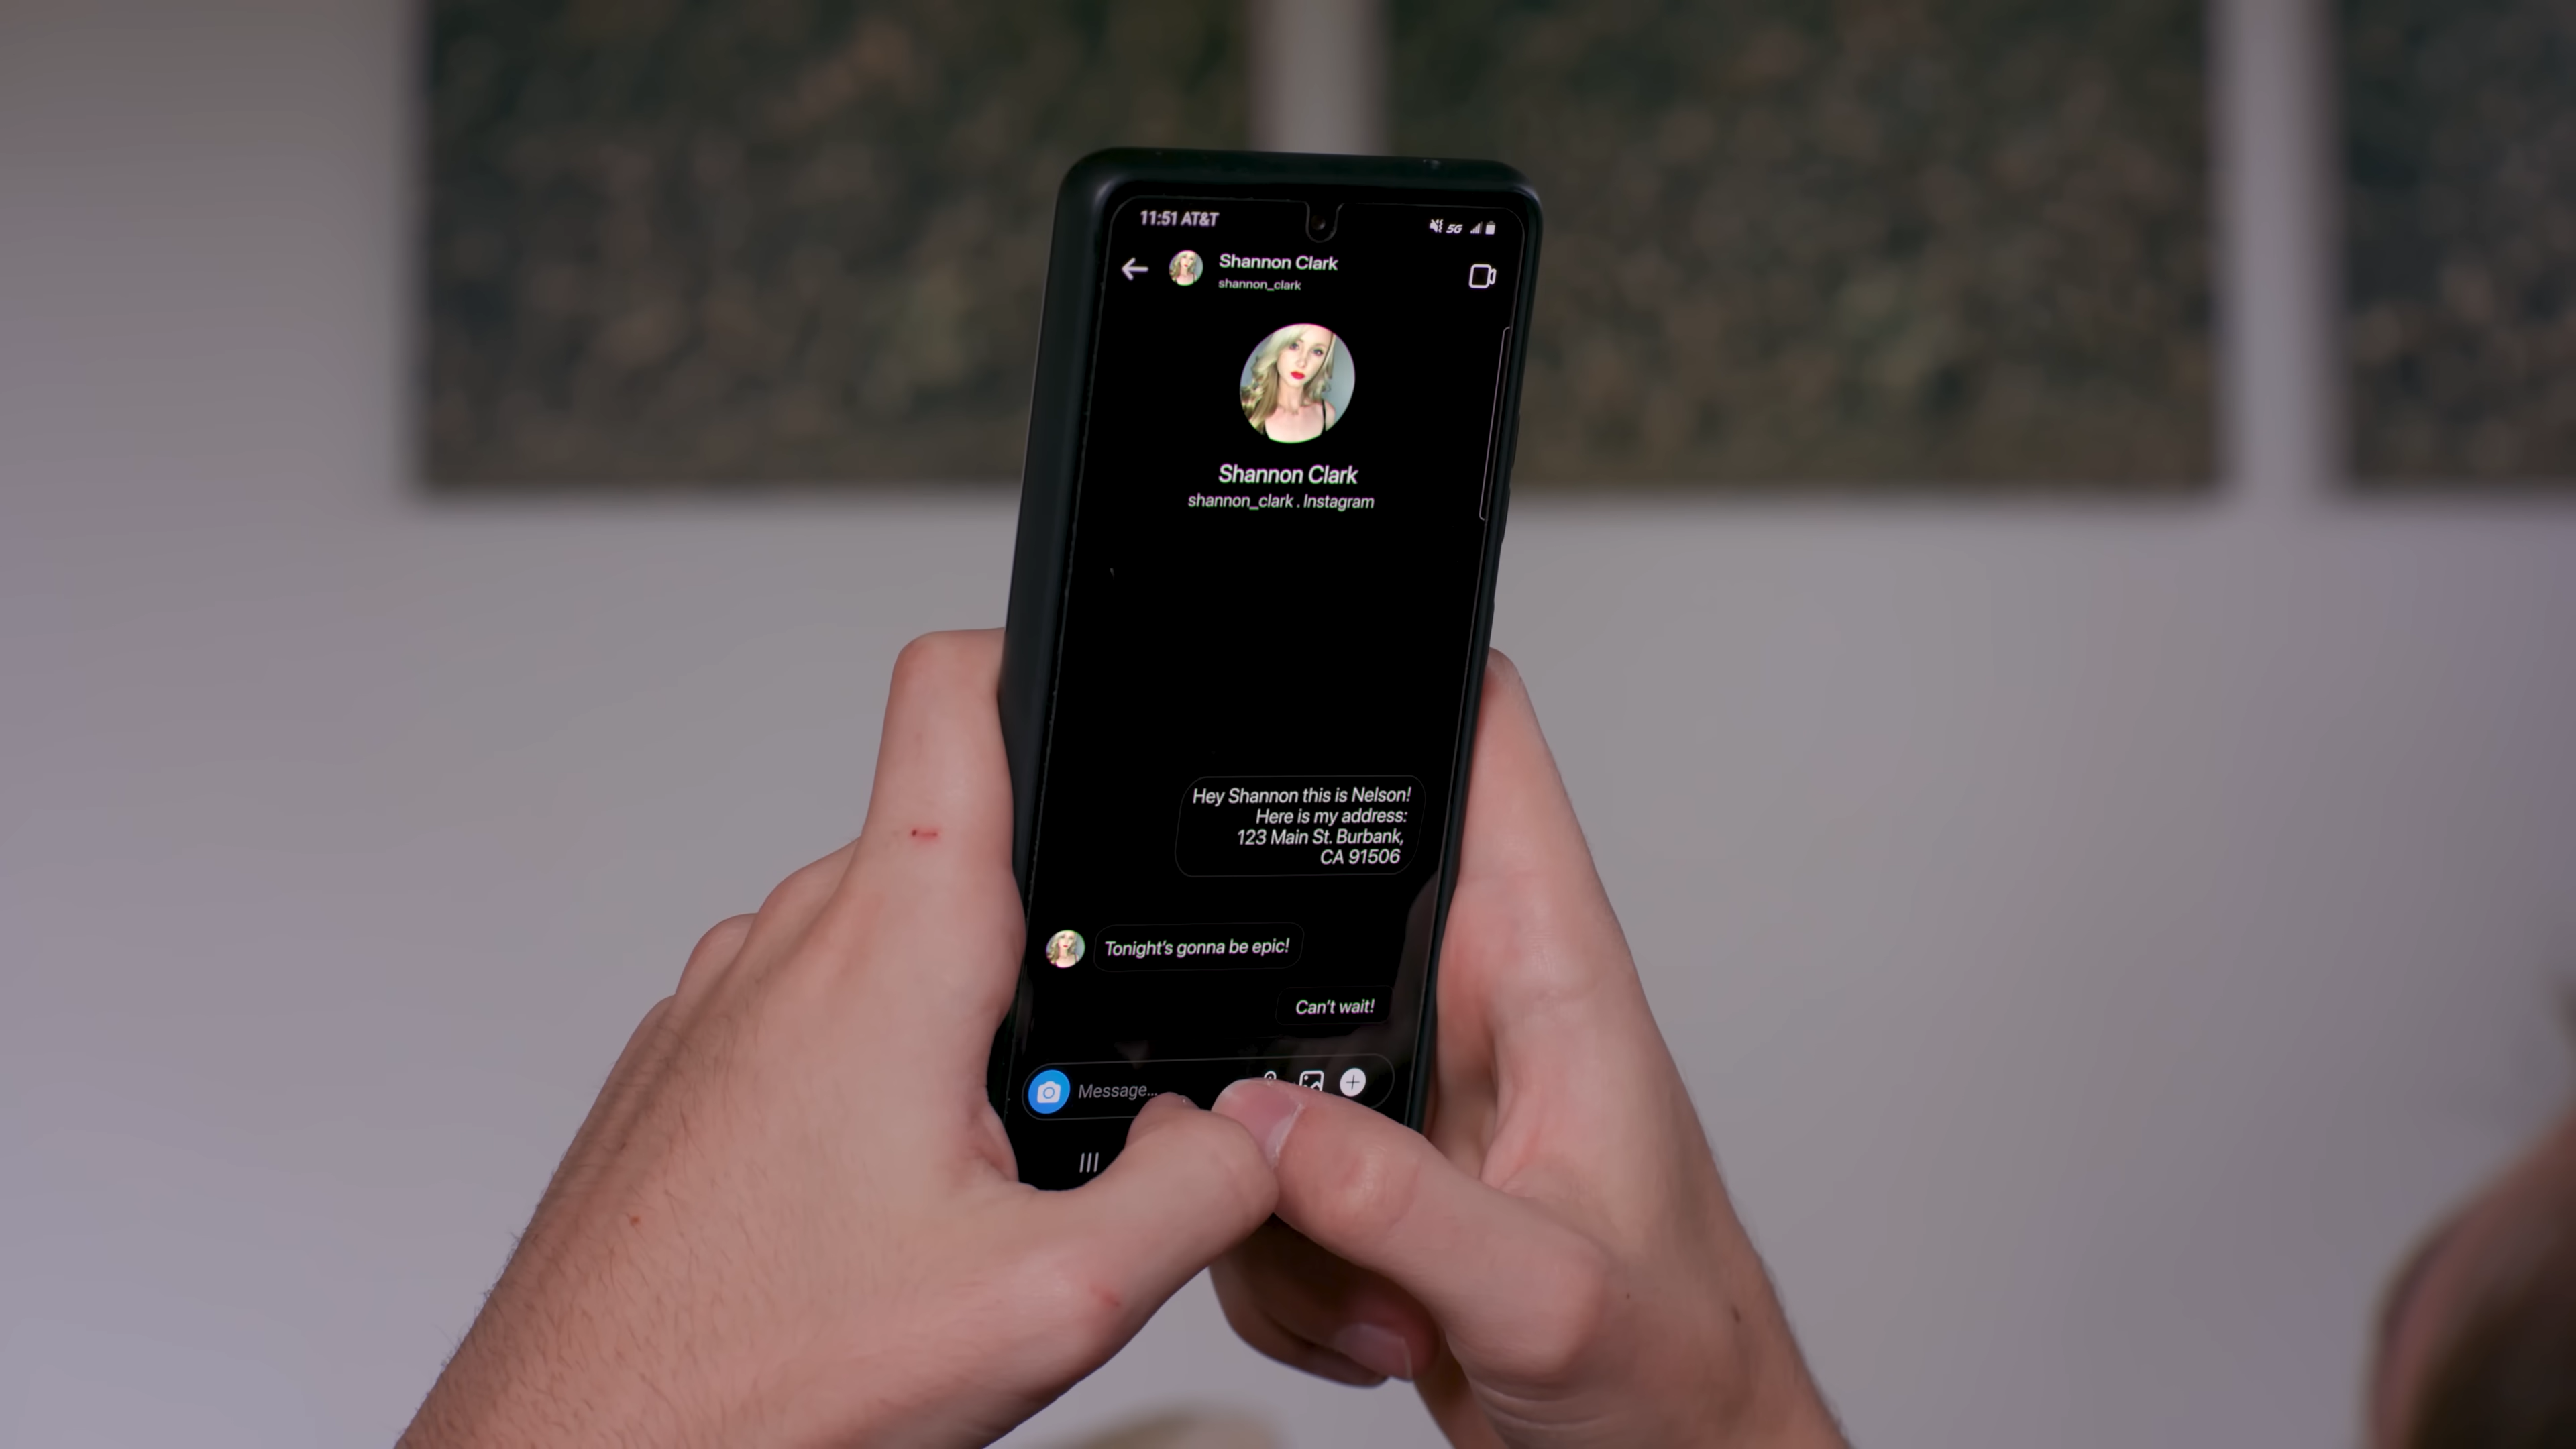 11:51 AT&T
5G
Shannon Clark
shannon_clark
Shannon Clark
shannon_clark . Instagram
Hey Shannon this is Nelson!
Here is my address:
123 Main St. Burbank,
CA 91506
Tonight's gonna be epic!
Can't wait!
Message...